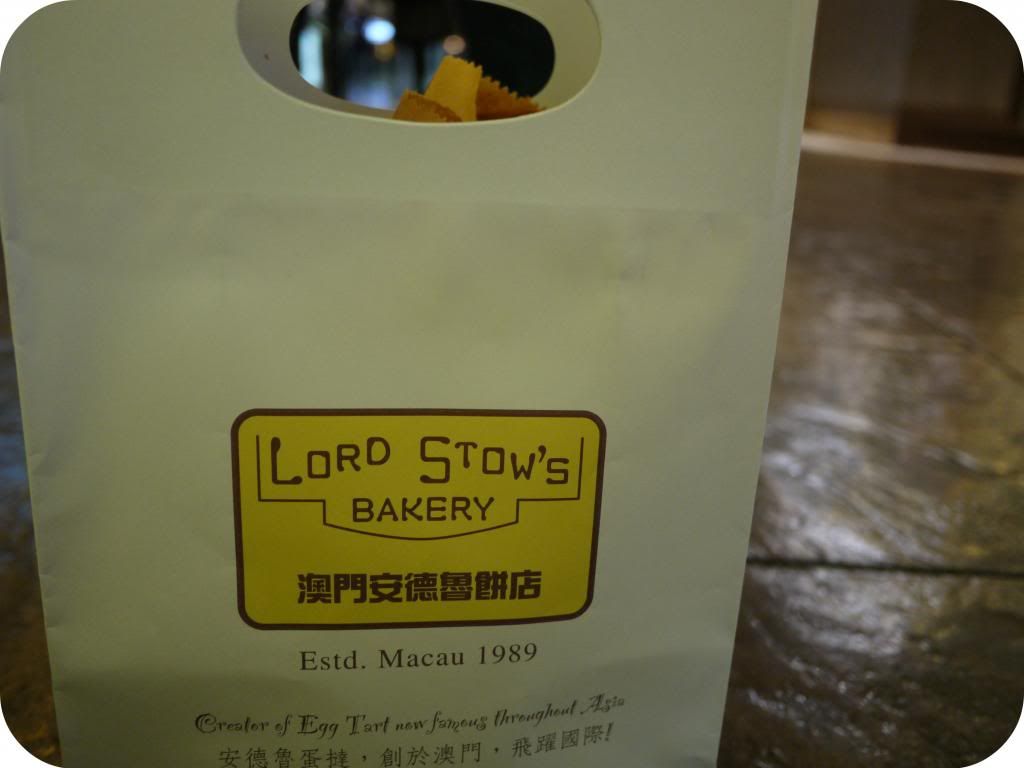 LORD STOW'S
BAKERY
澳門安德魯餅店
Estd. Macau 1989
Creator of Egg Tart now famous throughout Asia
安德魯蛋撻，創於澳門，飛躍國際!